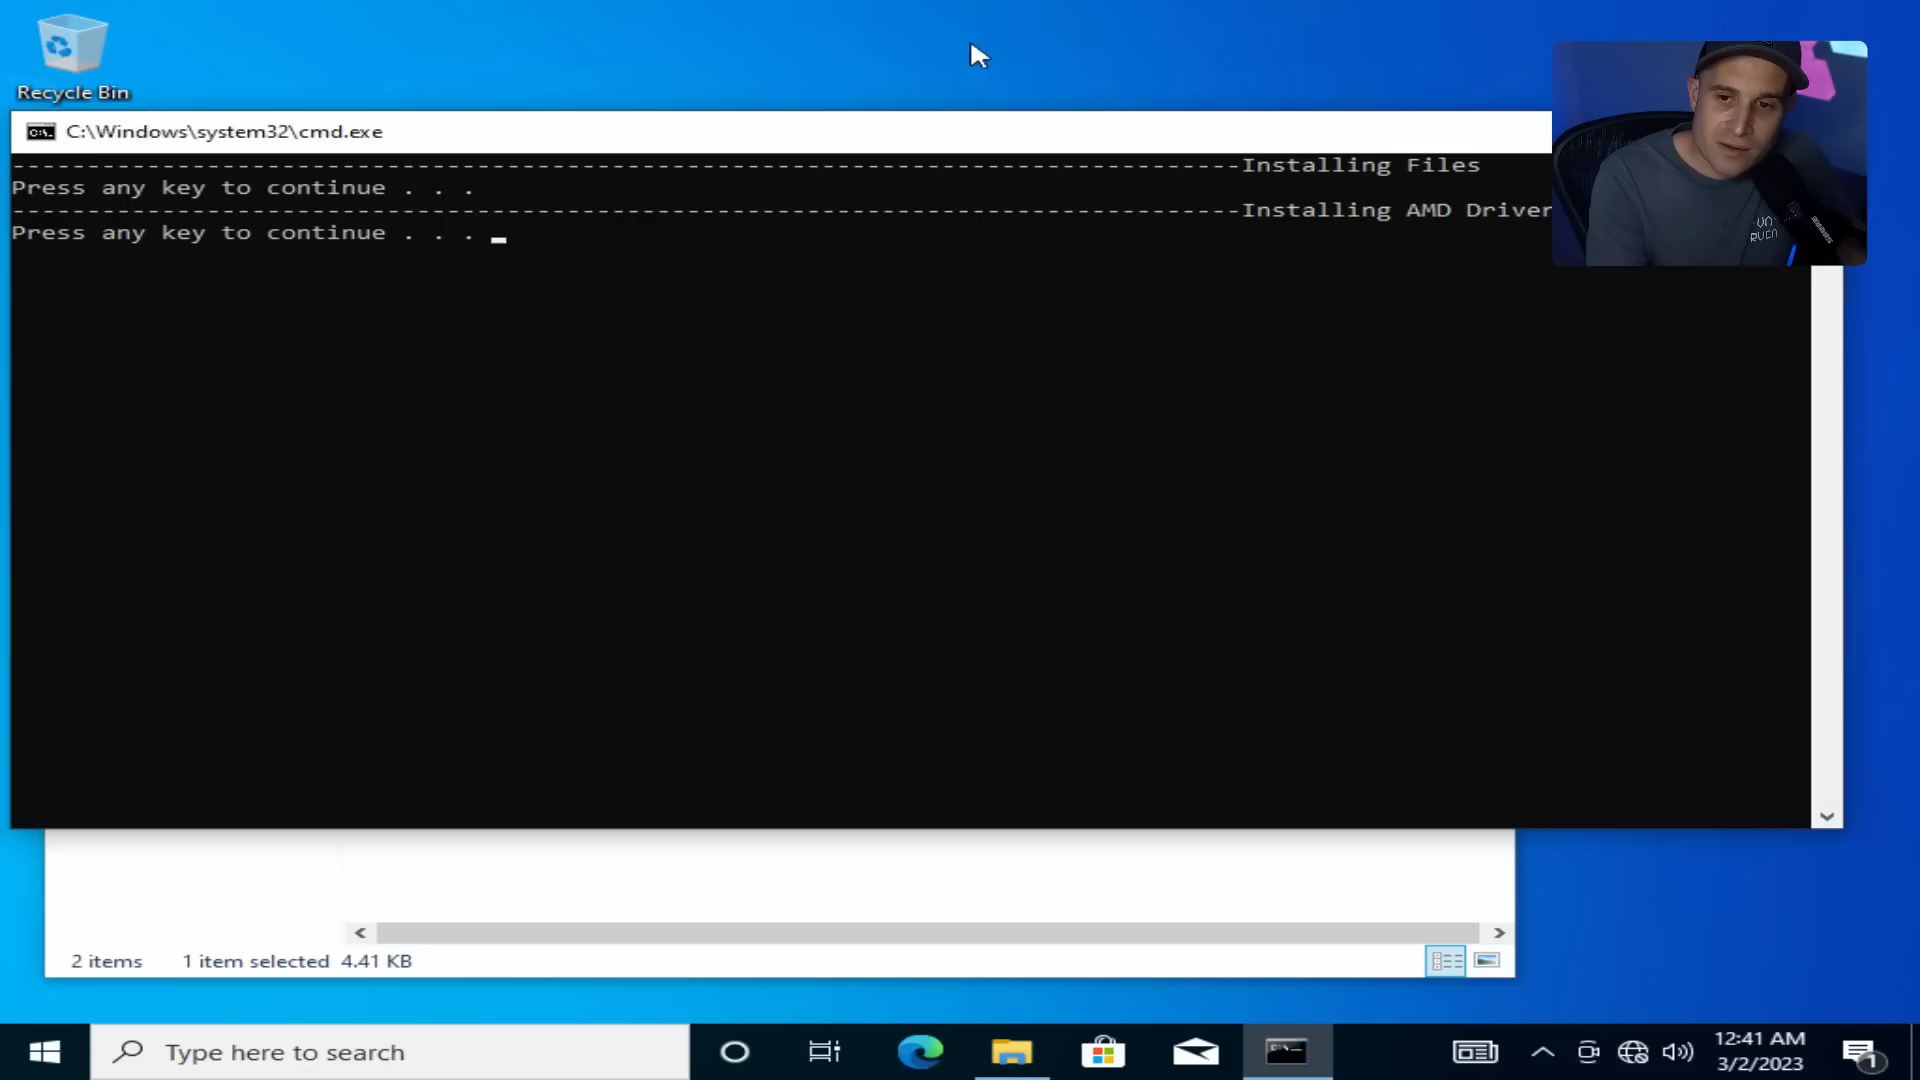 Recycle Bin
C:\Windows\system32\cmd.exe
----------------------------------------------------------------------------------Installing Files
Press any key to continue . . .
----------------------------------------------------------------------------------Installing AMD Driver
Press any key to continue . . .
2 items 1 item selected 4.41 KB
Type here to search
12:41 AM
3/2/2023
1